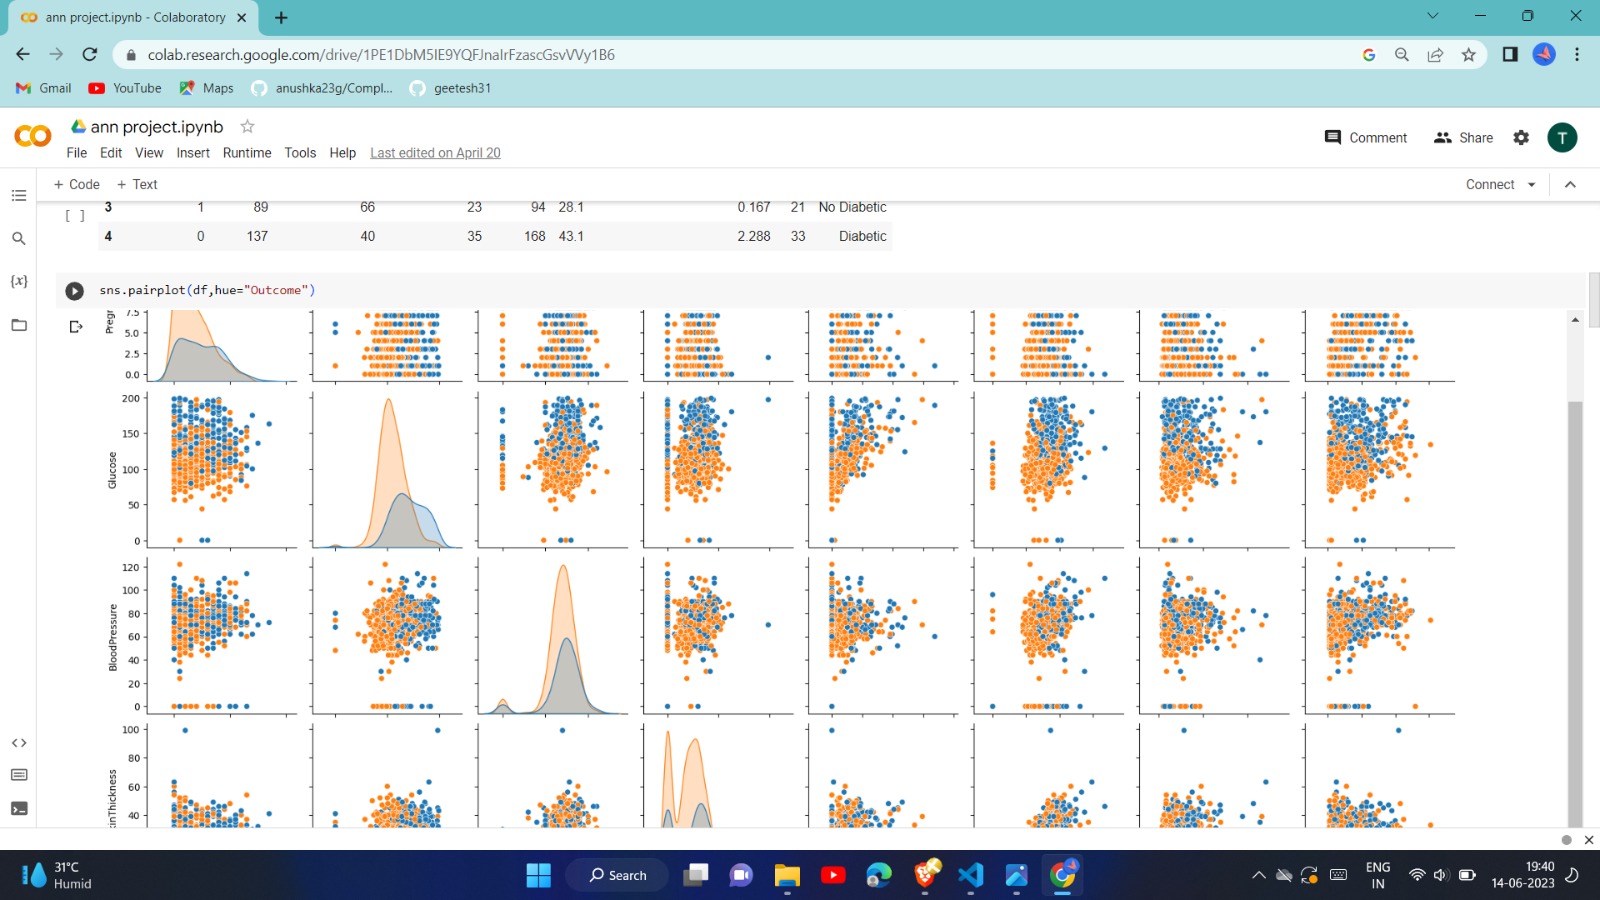 ann project.ipynb - Colaboratory
colab.research.google.com/drive/1PE1DbM5lE9YQFJnaIrFzascGsvVVy1B6
Gmail YouTube Maps anushka23g/Compl... geetesh31
ann project.ipynb
File Edit View Insert Runtime Tools Help Last edited on April 20
Comment Share T
+ Code + Text Connect
[ ] 3 1 89 66 23 94 28.1 0.167 21 No Diabetic
4 0 137 40 35 168 43.1 2.288 33 Diabetic
{x}
sns.pairplot(df,hue="Outcome")
7.5
5.0
2.5
0.0
Pregr
200
150
100
50
0
Glucose
120
100
80
60
40
20
0
BloodPressure
100
80
60
40
inThickness
31°C
Humid
Search
ENG
IN
19:40
14-06-2023